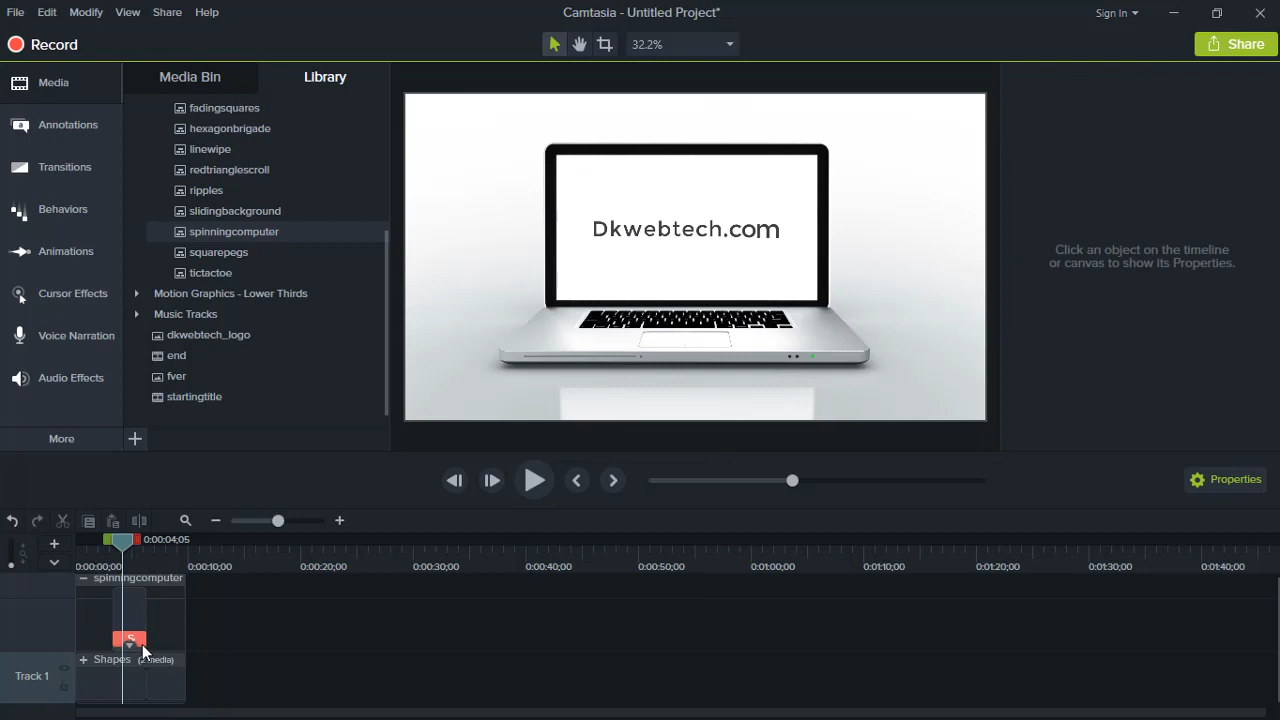 File Edit Modify View Share Help
Camtasia - Untitled Project*
Sign In
Record
32.2%
Share
Media
Annotations
Transitions
Behaviors
Animations
Cursor Effects
Voice Narration
Audio Effects
More
Media Bin
Library
fadingsquares
hexagonbrigade
linewipe
redtrianglescroll
ripples
slidingbackground
spinningcomputer
squarepegs
tictactoe
Motion Graphics - Lower Thirds
Music Tracks
dkwebtech_logo
end
fver
startingtitle
Dkwebtech.com
Click an object on the timeline
or canvas to show its Properties.
Properties
0:00:04;05
0:00:00;00 0:00:10;00 0:00:20;00 0:00:30;00 0:00:40;00 0:00:50;00 0:01:00;00 0:01:10;00 0:01:20;00 0:01:30;00 0:01:40;00
spinningcomputer
S
Shapes (2 media)
Track 1